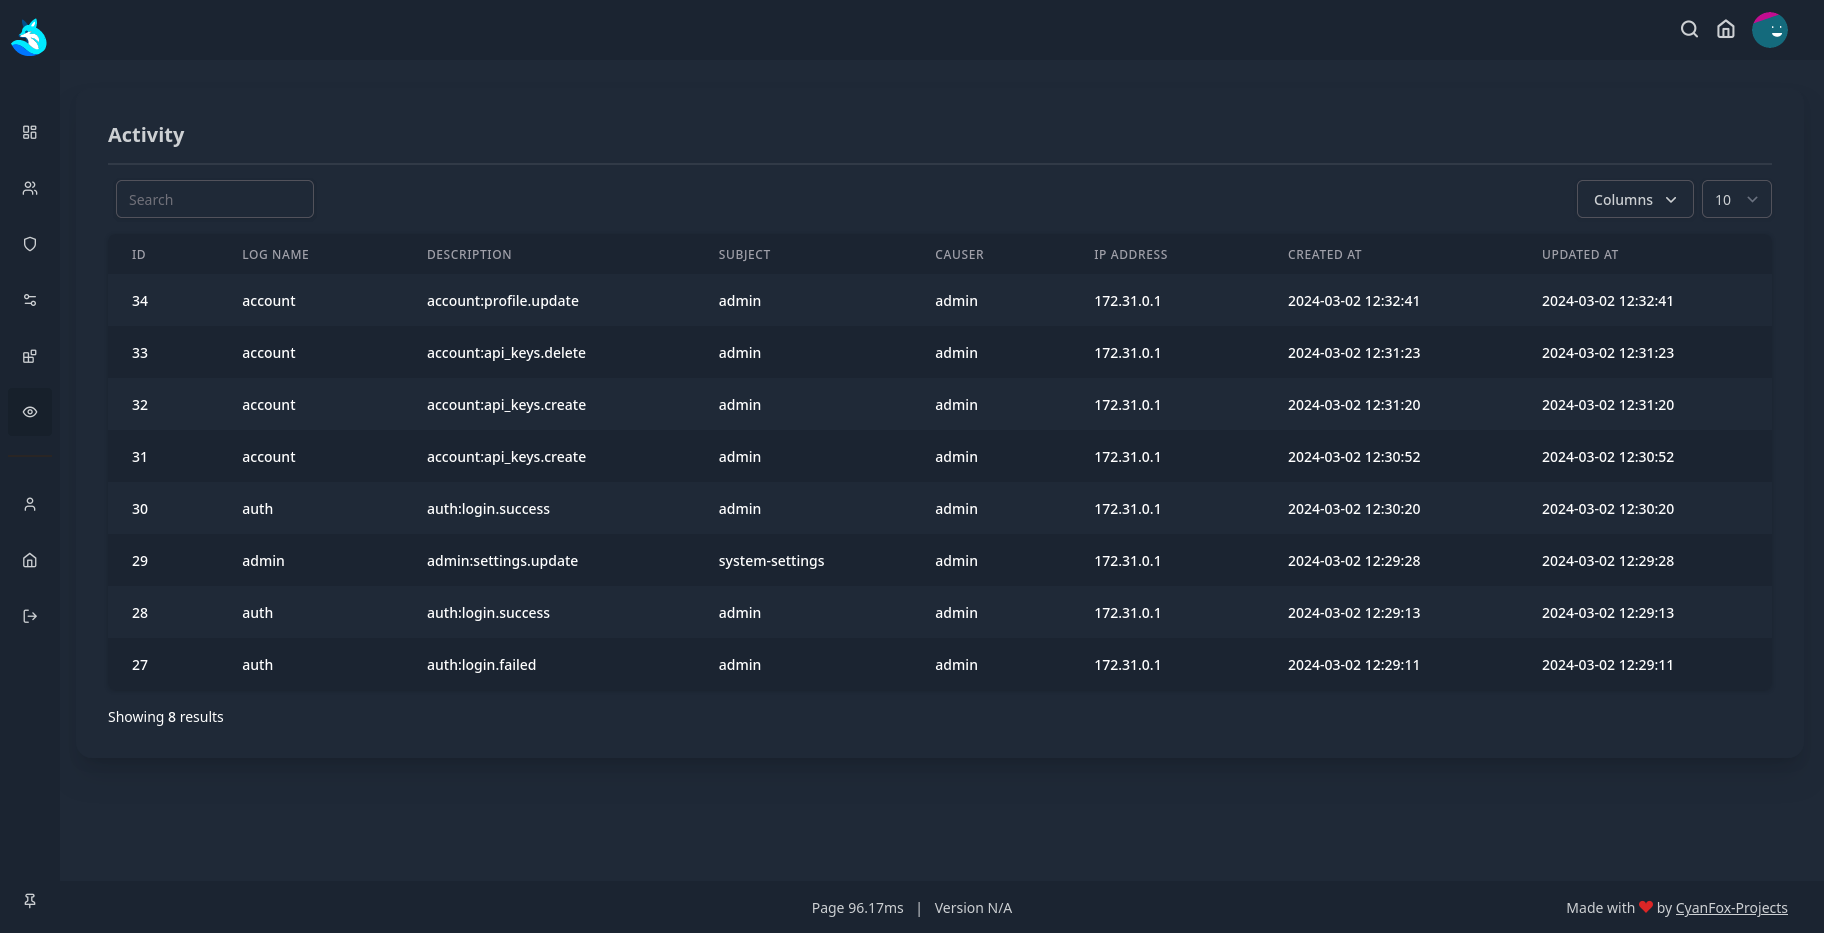 Activity
Search
Columns 10
ID LOG NAME DESCRIPTION SUBJECT CAUSER IP ADDRESS CREATED AT UPDATED AT
34 account account:profile.update admin admin 172.31.0.1 2024-03-02 12:32:41 2024-03-02 12:32:41
33 account account:api_keys.delete admin admin 172.31.0.1 2024-03-02 12:31:23 2024-03-02 12:31:23
32 account account:api_keys.create admin admin 172.31.0.1 2024-03-02 12:31:20 2024-03-02 12:31:20
31 account account:api_keys.create admin admin 172.31.0.1 2024-03-02 12:30:52 2024-03-02 12:30:52
30 auth auth:login.success admin admin 172.31.0.1 2024-03-02 12:30:20 2024-03-02 12:30:20
29 admin admin:settings.update system-settings admin 172.31.0.1 2024-03-02 12:29:28 2024-03-02 12:29:28
28 auth auth:login.success admin admin 172.31.0.1 2024-03-02 12:29:13 2024-03-02 12:29:13
27 auth auth:login.failed admin admin 172.31.0.1 2024-03-02 12:29:11 2024-03-02 12:29:11
Showing 8 results
Page 96.17ms | Version N/A
Made with ❤ by CyanFox-Projects